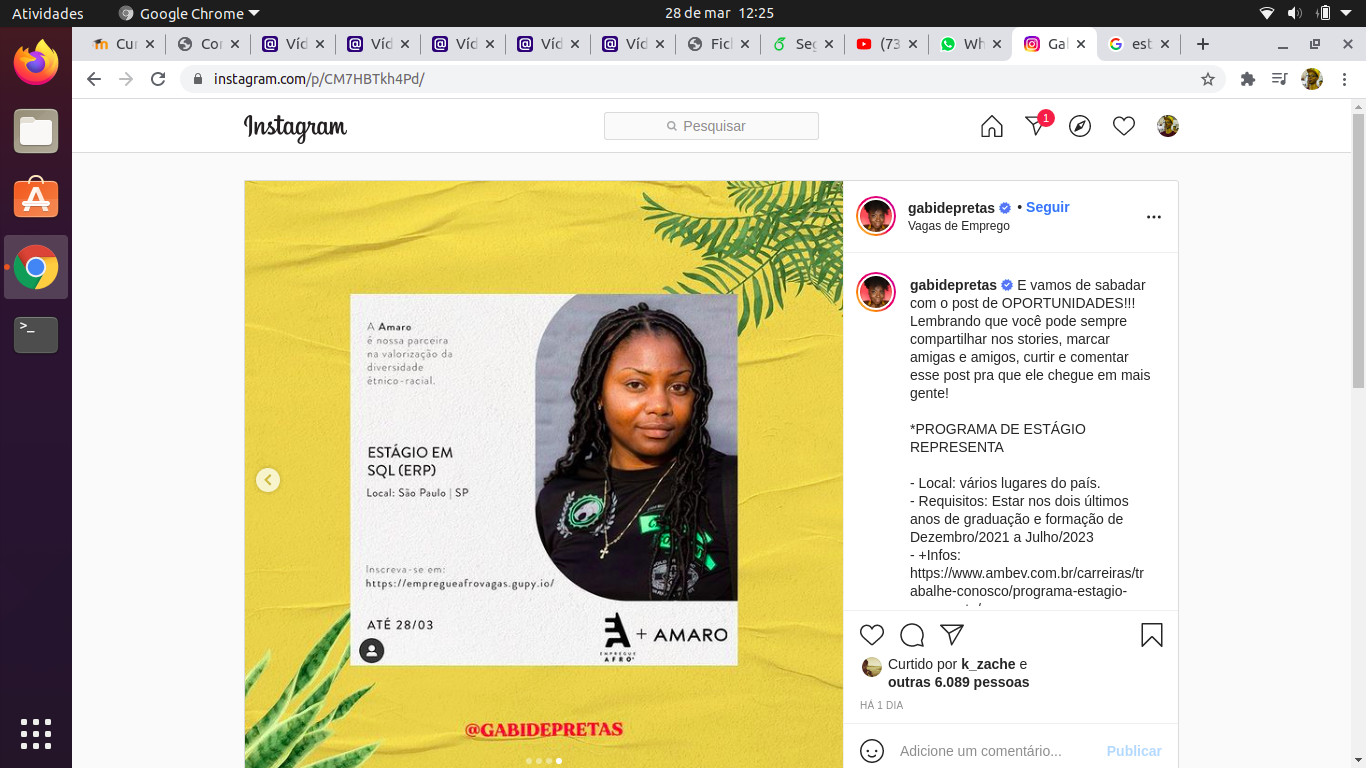 Atividades
Google Chrome
28 de mar 12:25
Cur
Cor
Víd
Víd
Víd
Víd
Víd
Fich
Seg
(73
Wh
Gal
est
instagram.com/p/CM7HBTkh4Pd/
Instagram
Pesquisar
1
A Amaro
é nossa parceira
na valorização da
diversidade
étnico-racial.
ESTÁGIO EM
SQL (ERP)
Local: São Paulo | SP
Inscreva-se em:
https://empregueafrovagas.gupy.io/
ATÉ 28/03
EMPREGUE
AFRO
+ AMARO
@GABIDEPRETAS
gabidepretas • Seguir
Vagas de Emprego
gabidepretas E vamos de sabadar
com o post de OPORTUNIDADES!!!
Lembrando que você pode sempre
compartilhar nos stories, marcar
amigas e amigos, curtir e comentar
esse post pra que ele chegue em mais
gente!
*PROGRAMA DE ESTÁGIO
REPRESENTA
- Local: vários lugares do país.
- Requisitos: Estar nos dois últimos
anos de graduação e formação de
Dezembro/2021 a Julho/2023
- +Infos:
https://www.ambev.com.br/carreiras/tr
abalhe-conosco/programa-estagio-
Curtido por k_zache e
outras 6.089 pessoas
HÁ 1 DIA
Adicione um comentário...
Publicar